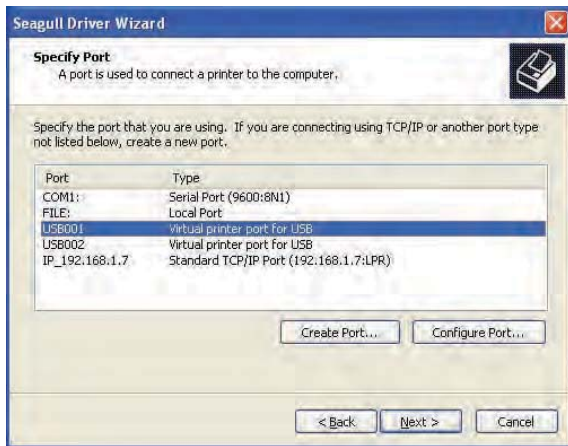 Seagull Driver Wizard
Specify Port
A port is used to connect a printer to the computer.
Specify the port that you are using. If you are connecting using TCP/IP or another port type
not listed below, create a new port.
Port Type
COM1: Serial Port (9600:8N1)
FILE: Local Port
USB001 Virtual printer port for USB
USB002 Virtual printer port for USB
IP_192.168.1.7 Standard TCP/IP Port (192.168.1.7:LPR)
Create Port... Configure Port...
< Back Next > Cancel